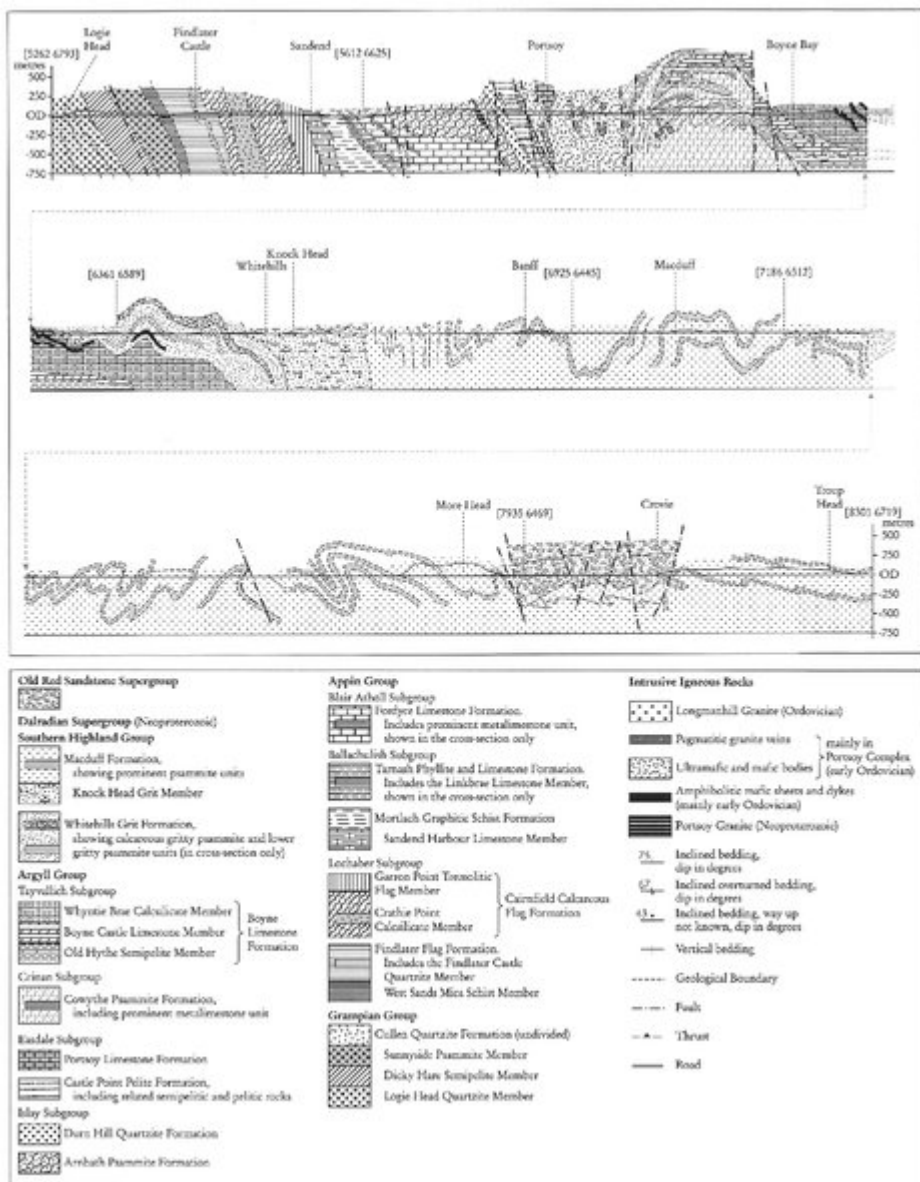 Logie Head
Findlater Castle
Sandend
[5612 6625]
Portsoy
Boyne Bay
[5262 6793]
metres
500
250
OD
-250
-500
-750
[6361 6589]
Whitehills
Knock Head
Banff
[6925 6445]
Macduff
[7186 6512]
More Head
[7935 6469]
Crovie
Troup Head
[8301 6719]
metres
500
250
OD
-250
-500
-750
Old Red Sandstone Supergroup
Dalradian Supergroup (Neoproterozoic)
Southern Highland Group
Macduff Formation,
showing prominent psammite units
Knock Head Grit Member
Whitehills Grit Formation,
showing calcareous gritty psammite and lower
gritty psammite units (in cross-section only)
Argyll Group
Tayvallich Subgroup
Whyntie Brae Calcsilicate Member
Boyne Castle Limestone Member
Old Hythe Semipelite Member
Boyne Limestone Formation
Crinan Subgroup
Cowythe Psammite Formation,
including prominent metalimestone unit
Easdale Subgroup
Portsoy Limestone Formation
Castle Point Pelite Formation,
including related semipelitic and pelitic rocks
Islay Subgroup
Durn Hill Quartzite Formation
Arnbath Psammite Formation
Appin Group
Blair Atholl Subgroup
Fordyce Limestone Formation.
Includes prominent metalimestone unit,
shown in the cross-section only
Ballachulish Subgroup
Tarnash Phyllite and Limestone Formation.
Includes the Linkbrae Limestone Member,
shown in the cross-section only
Mortlach Graphitic Schist Formation
Sandend Harbour Limestone Member
Lochaber Subgroup
Garron Point Tremolitic
Flag Member
Crathie Point
Calcsilicate Member
Cairnfield Calcareous
Flag Formation
Findlater Flag Formation.
Includes the Findlater Castle
Quartzite Member
West Sands Mica Schist Member
Grampian Group
Cullen Quartzite Formation (undivided)
Sunnyside Psammite Member
Dicky Hare Semipelite Member
Logie Head Quartzite Member
Intrusive Igneous Rocks
Longmanhill Granite (Ordovician)
Pegmatitic granite veins
Ultramafic and mafic bodies
mainly in
Portsoy Complex
(early Ordovician)
Amphibolitic mafic sheets and dykes
(mainly early Ordovician)
Portsoy Granite (Neoproterozoic)
Inclined bedding,
dip in degrees
Inclined overturned bedding,
dip in degrees
Inclined bedding, way up
not known, dip in degrees
Vertical bedding
Geological Boundary
Fault
Thrust
Road